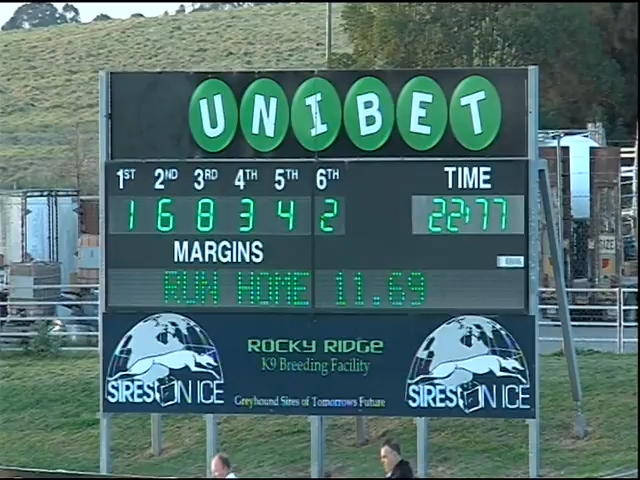 UNIBET
1ST 2ND 3RD 4TH 5TH 6TH TIME
1 6 8 3 4 2 22:77
MARGINS
RUN HOME 11.69
ROCKY RIDGE
K9 Breeding Facility
SIRES ON ICE
SIRES ON ICE
Greyhound Sires of Tomorrows Future